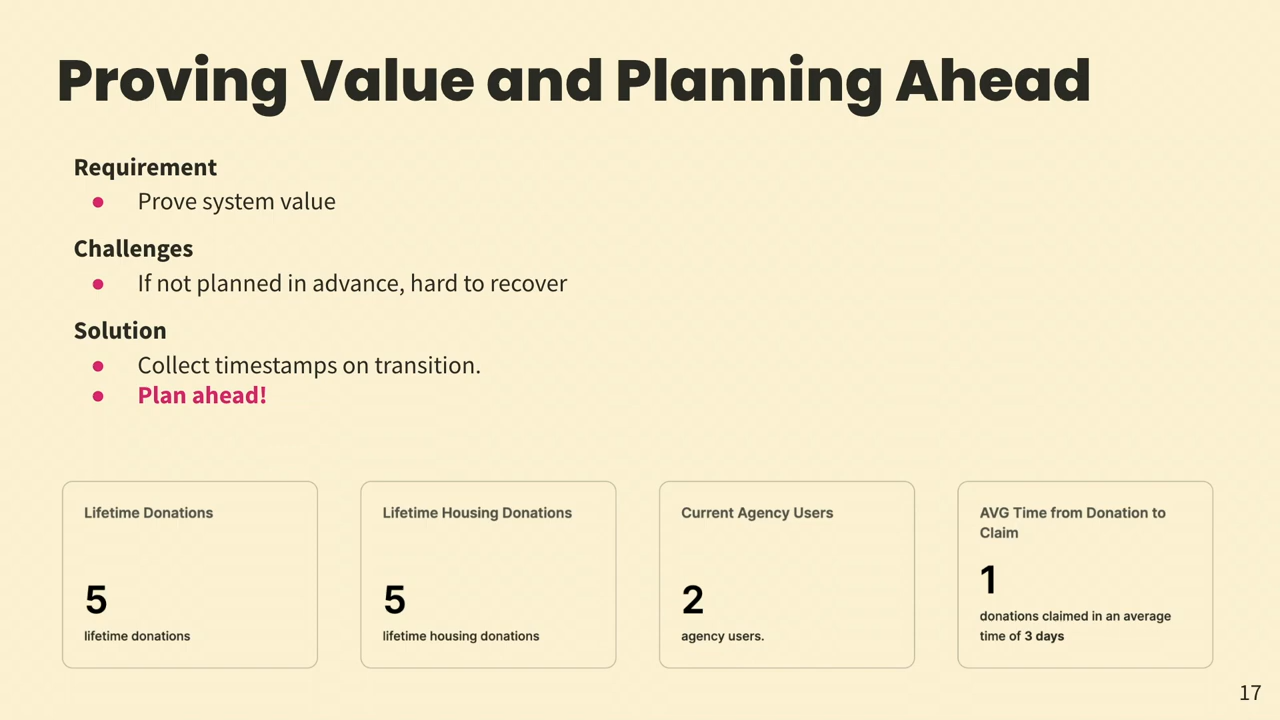 Proving Value and Planning Ahead
Requirement
● Prove system value
Challenges
● If not planned in advance, hard to recover
Solution
● Collect timestamps on transition.
● Plan ahead!
Lifetime Donations
5
lifetime donations
Lifetime Housing Donations
5
lifetime housing donations
Current Agency Users
2
agency users.
AVG Time from Donation to
Claim
1
donations claimed in an average
time of 3 days
17